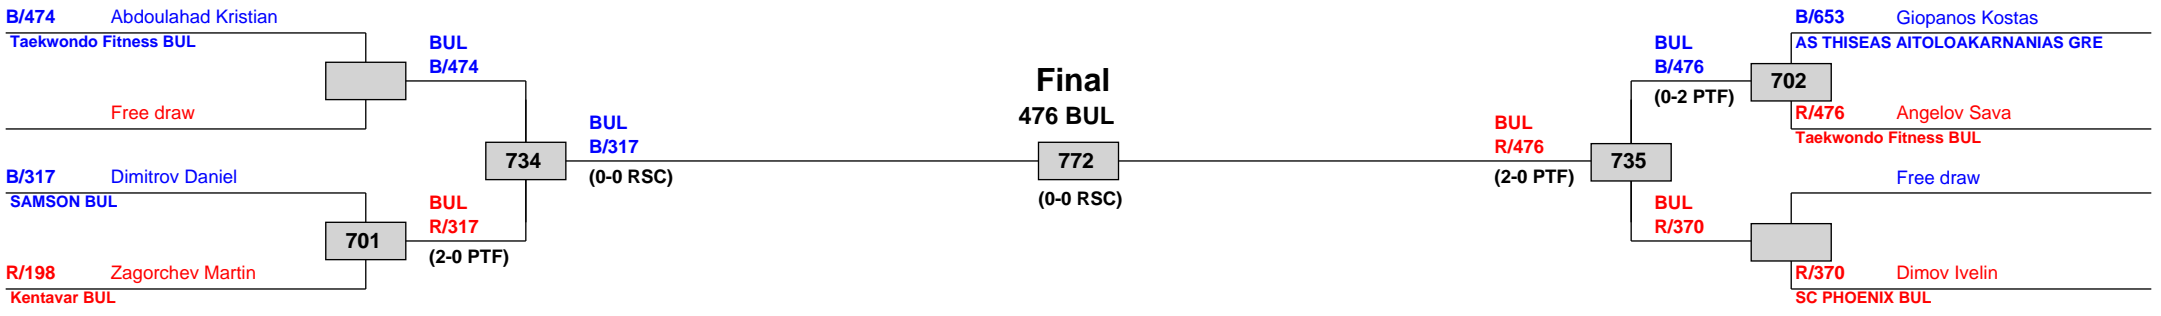 B/474 Abdoulahad Kristian
Taekwondo Fitness BUL
Free draw
B/317 Dimitrov Daniel
SAMSON BUL
701
R/198 Zagorchev Martin
Kentavar BUL
BUL
B/474
734
BUL
R/317
(2-0 PTF)
BUL
B/317
(0-0 RSC)
Final
476 BUL
772
(0-0 RSC)
BUL
R/476
(2-0 PTF)
735
BUL
B/476
(0-2 PTF)
BUL
R/370
B/653 Giopanos Kostas
AS THISEAS AITOLOAKARNANIAS GRE
702
R/476 Angelov Sava
Taekwondo Fitness BUL
Free draw
R/370 Dimov Ivelin
SC PHOENIX BUL